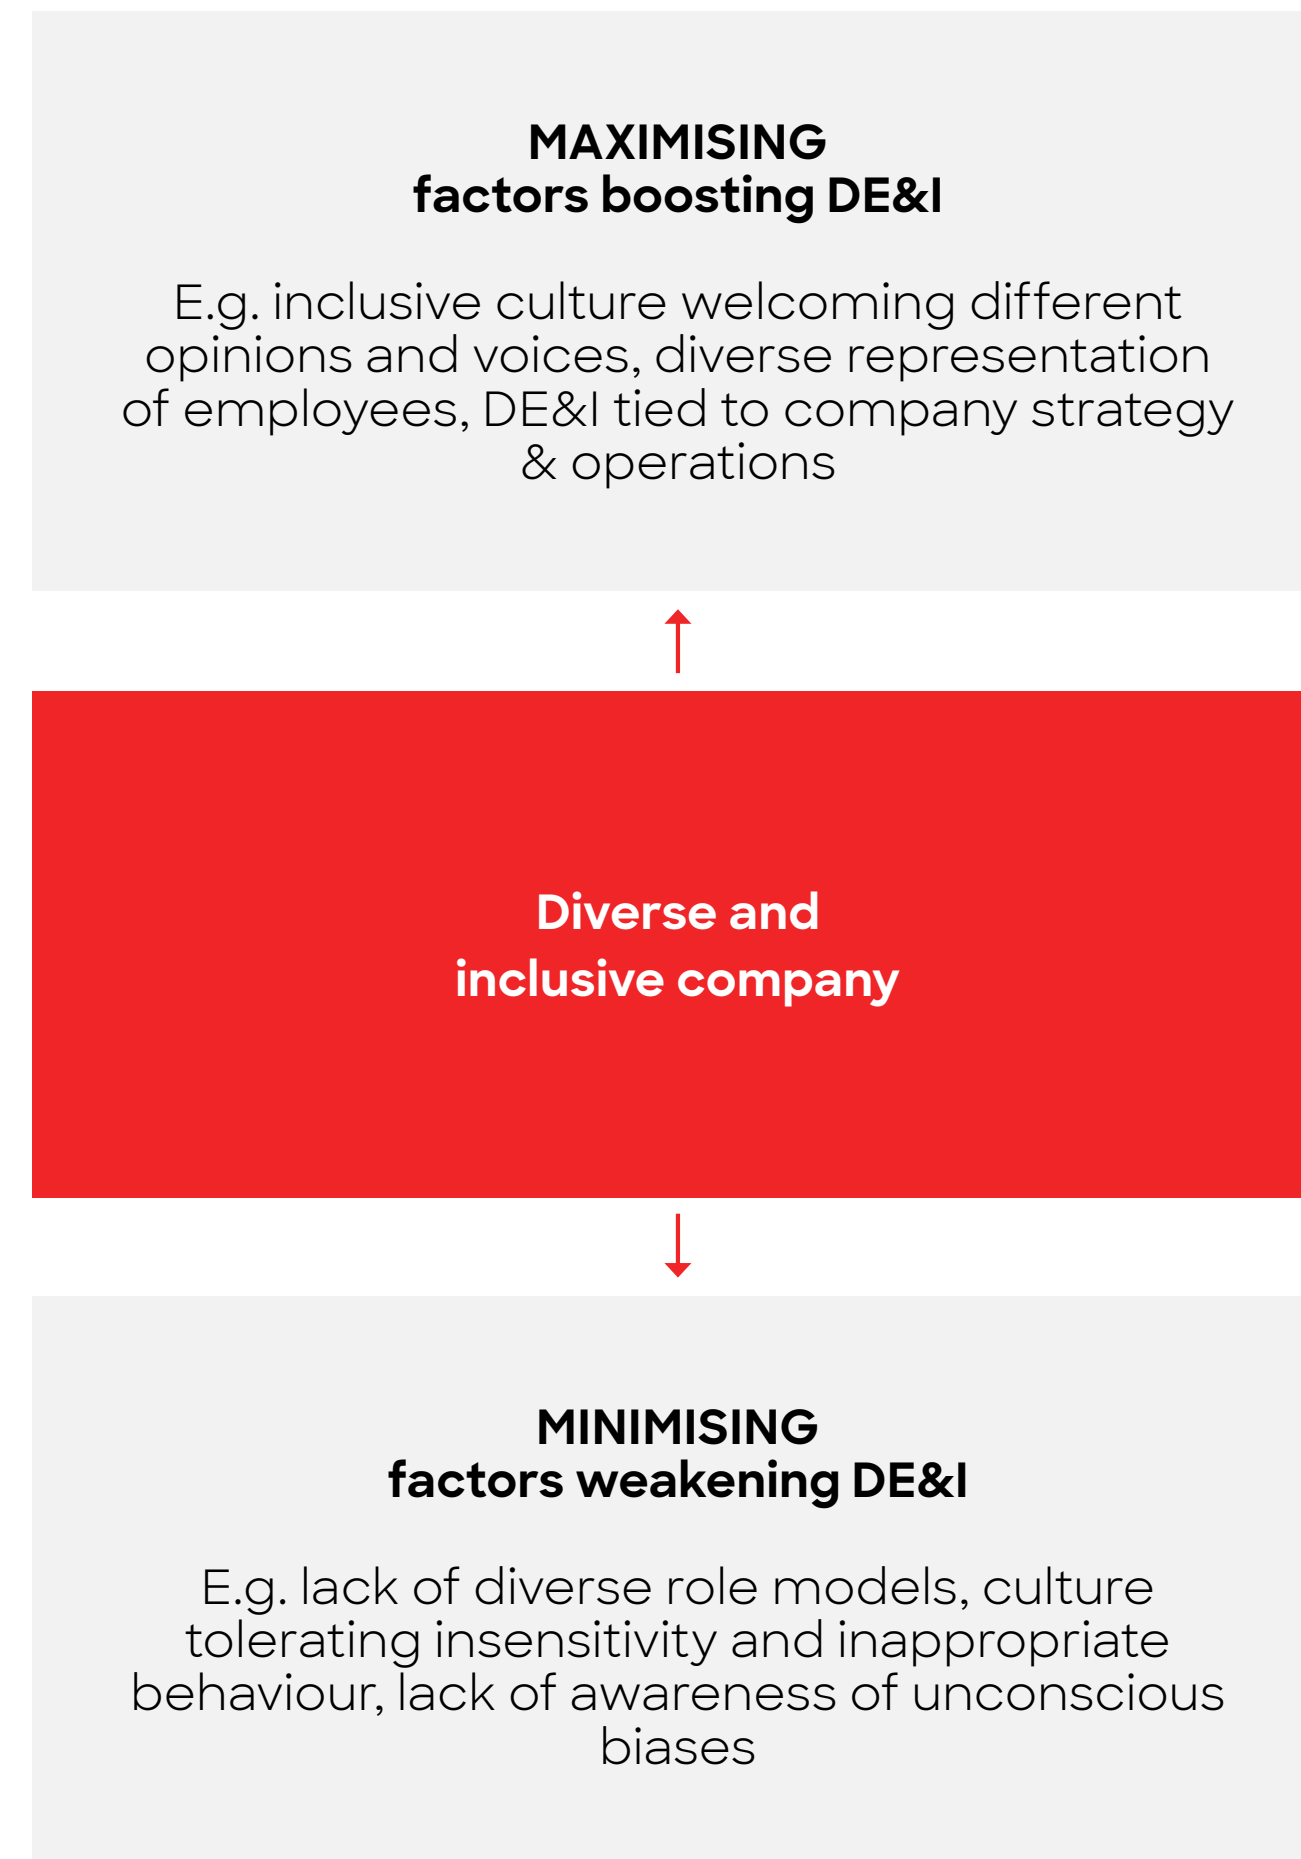 MAXIMISING
factors boosting DE&I
E.g. inclusive culture welcoming different
opinions and voices, diverse representation
of employees, DE&I tied to company strategy
& operations
Diverse and
inclusive company
MINIMISING
factors weakening DE&I
E.g. lack of diverse role models, culture
tolerating insensitivity and inappropriate
behaviour, lack of awareness of unconscious
biases